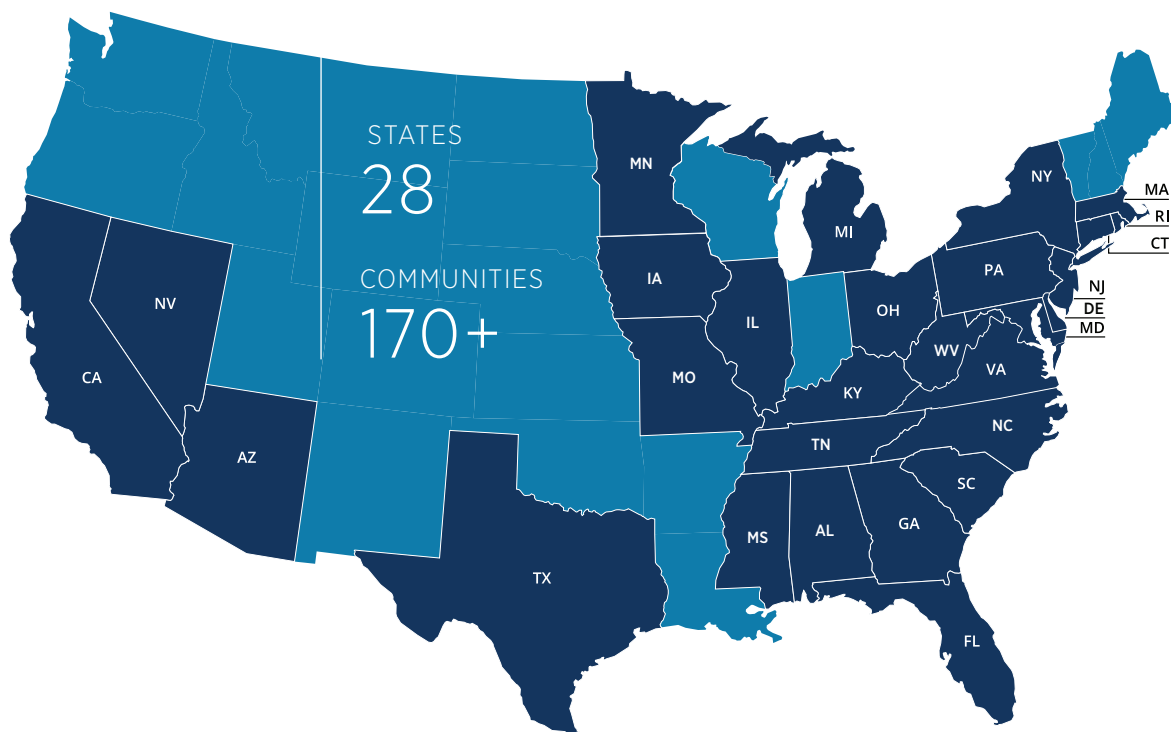 STATES
28
COMMUNITIES
170+
MN
NY
MA
RI
CT
MI
PA
IA
NV
NJ
DE
MD
OH
IL
WV
VA
CA
MO
KY
NC
TN
AZ
SC
GA
MS
AL
TX
FL